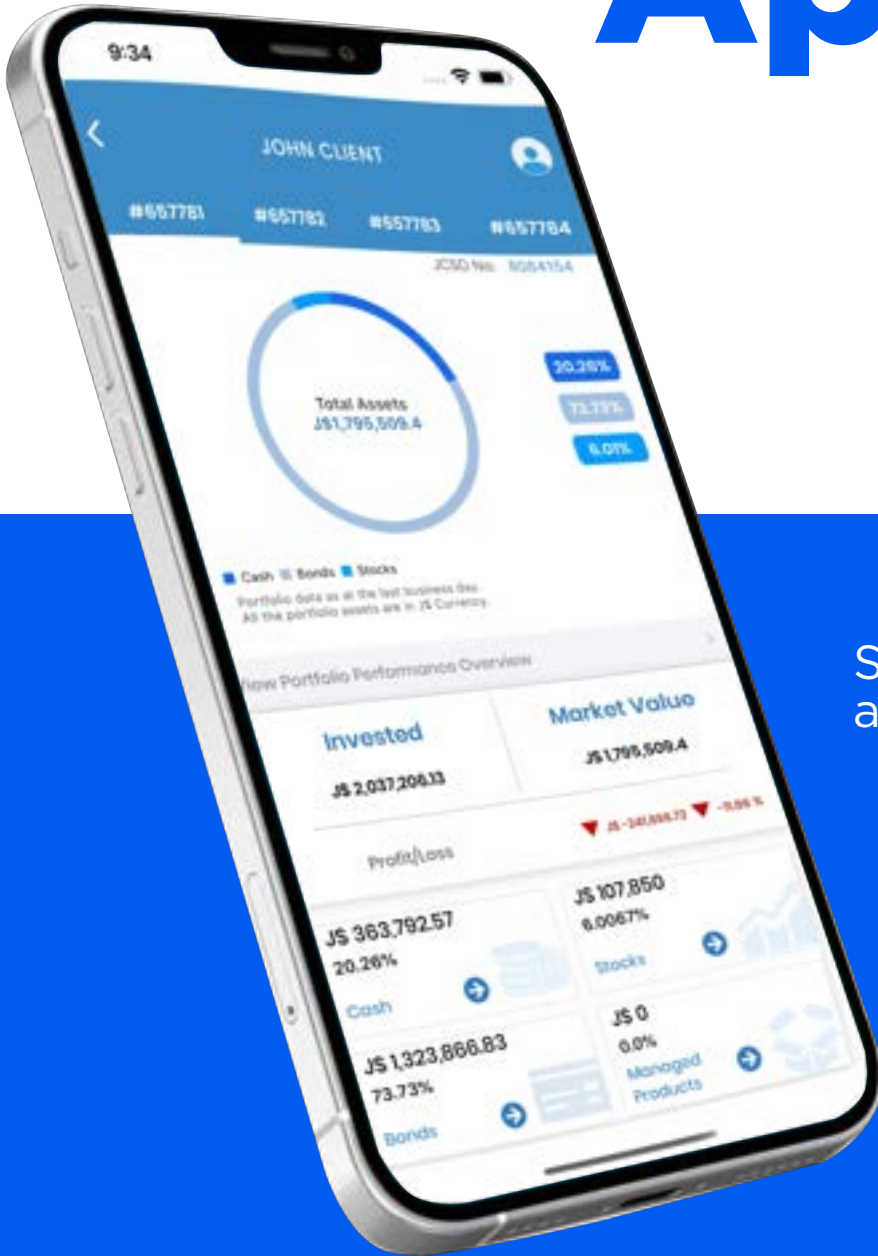 Ap
9:34
JOHN CLIENT
#657781 #657782 #657783 #657784
JCSD No: 8084154
20.26%
73.73%
6.01%
Total Assets
J$1,795,509.4
Cash Bonds Stocks
Portfolio data as at the last business day.
All the portfolio assets are in J$ Currency.
View Portfolio Performance Overview
S
a
Invested Market Value
J$ 2,037,206.13 J$ 1,795,509.4
Profit/Loss
J$ 363,792.57
20.26%
Cash
J$ 107,850
6.0067%
Stocks
J$ 1,323,866.83
73.73%
Bonds
J$ 0
0.0%
Managed
Products